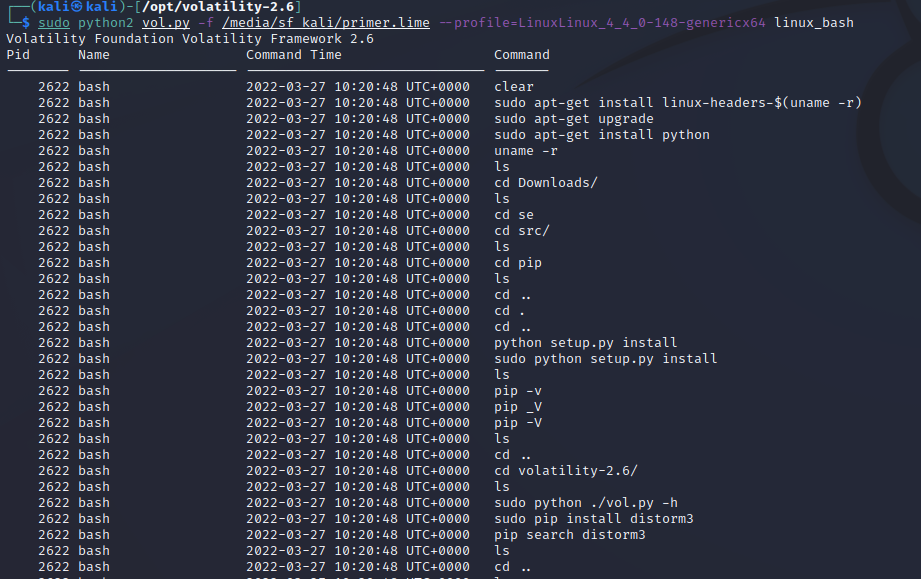 ┌──(kali㉿kali)-[/opt/volatility-2.6]
└─$ sudo python2 vol.py -f /media/sf_kali/primer.lime --profile=LinuxLinux_4_4_0-148-genericx64 linux_bash
Volatility Foundation Volatility Framework 2.6
Pid Name Command Time Command
2622 bash 2022-03-27 10:20:48 UTC+0000 clear
2622 bash 2022-03-27 10:20:48 UTC+0000 sudo apt-get install linux-headers-$(uname -r)
2622 bash 2022-03-27 10:20:48 UTC+0000 sudo apt-get upgrade
2622 bash 2022-03-27 10:20:48 UTC+0000 sudo apt-get install python
2622 bash 2022-03-27 10:20:48 UTC+0000 uname -r
2622 bash 2022-03-27 10:20:48 UTC+0000 ls
2622 bash 2022-03-27 10:20:48 UTC+0000 cd Downloads/
2622 bash 2022-03-27 10:20:48 UTC+0000 ls
2622 bash 2022-03-27 10:20:48 UTC+0000 cd se
2622 bash 2022-03-27 10:20:48 UTC+0000 cd src/
2622 bash 2022-03-27 10:20:48 UTC+0000 ls
2622 bash 2022-03-27 10:20:48 UTC+0000 cd pip
2622 bash 2022-03-27 10:20:48 UTC+0000 ls
2622 bash 2022-03-27 10:20:48 UTC+0000 cd ..
2622 bash 2022-03-27 10:20:48 UTC+0000 cd .
2622 bash 2022-03-27 10:20:48 UTC+0000 cd ..
2622 bash 2022-03-27 10:20:48 UTC+0000 python setup.py install
2622 bash 2022-03-27 10:20:48 UTC+0000 sudo python setup.py install
2622 bash 2022-03-27 10:20:48 UTC+0000 ls
2622 bash 2022-03-27 10:20:48 UTC+0000 pip -v
2622 bash 2022-03-27 10:20:48 UTC+0000 pip _V
2622 bash 2022-03-27 10:20:48 UTC+0000 pip -V
2622 bash 2022-03-27 10:20:48 UTC+0000 ls
2622 bash 2022-03-27 10:20:48 UTC+0000 cd ..
2622 bash 2022-03-27 10:20:48 UTC+0000 cd volatility-2.6/
2622 bash 2022-03-27 10:20:48 UTC+0000 ls
2622 bash 2022-03-27 10:20:48 UTC+0000 sudo python ./vol.py -h
2622 bash 2022-03-27 10:20:48 UTC+0000 sudo pip install distorm3
2622 bash 2022-03-27 10:20:48 UTC+0000 pip search distorm3
2622 bash 2022-03-27 10:20:48 UTC+0000 ls
2622 bash 2022-03-27 10:20:48 UTC+0000 cd ..